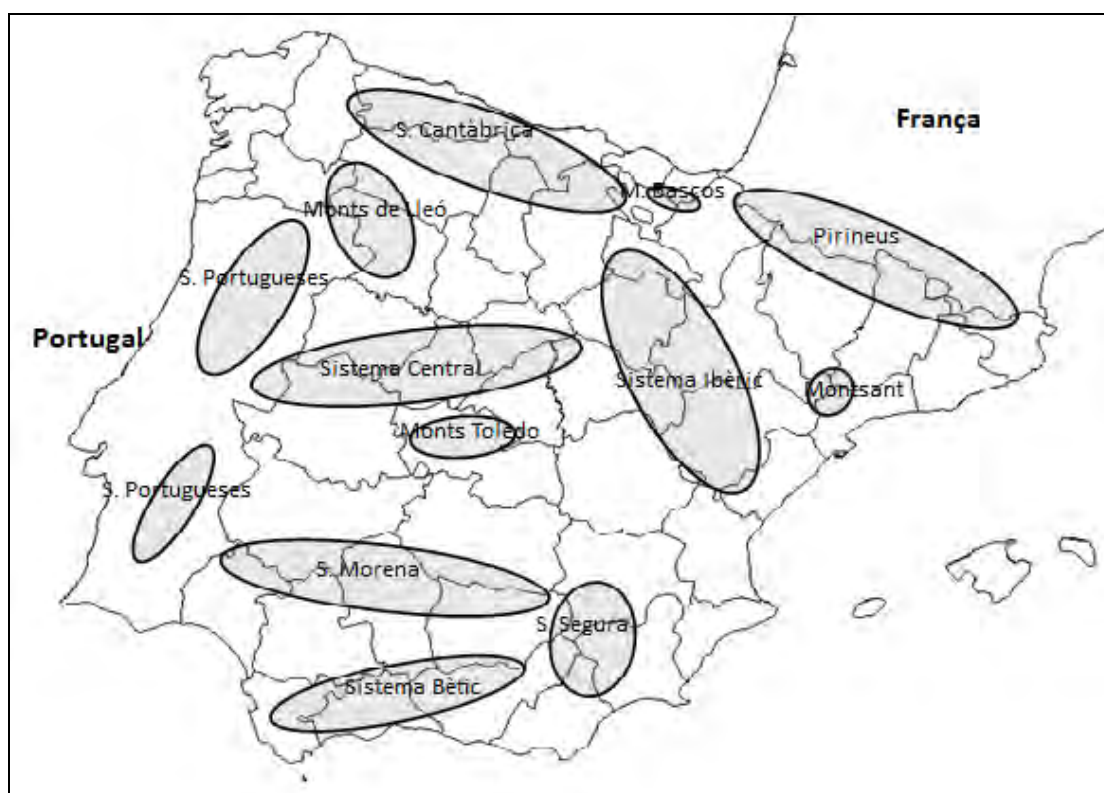 França
S. Cantàbrica
M. Bascos
Monts de Lleó
Pirineus
S. Portugueses
Portugal
Sistema Central
Sistema Ibètic
Montsant
Monts Toledo
S. Portugueses
S. Morena
S. Segura
Sistema Bètic